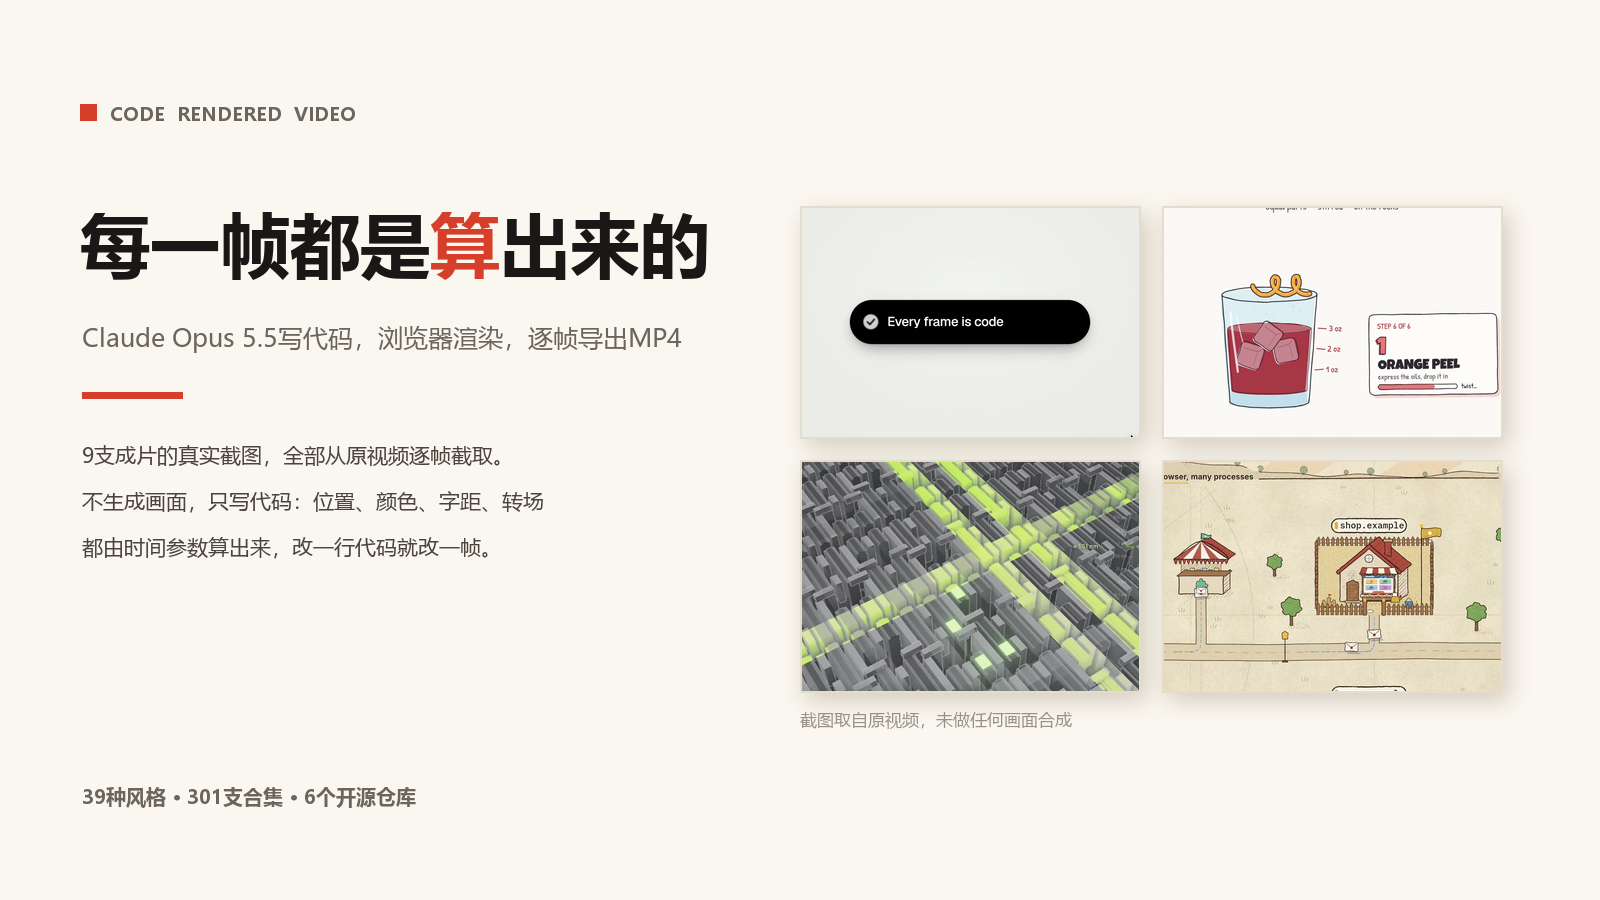 CODE RENDERED VIDEO
每一帧都是算出来的
Claude Opus 5.5写代码，浏览器渲染，逐帧导出MP4
9支成片的真实截图，全部从原视频逐帧截取。
不生成画面，只写代码：位置、颜色、字距、转场
都由时间参数算出来，改一行代码就改一帧。
39种风格 • 301支合集 • 6个开源仓库
Every frame is code
3 oz
2 oz
1 oz
STEP 6 OF 6
1
ORANGE PEEL
express the oils, drop it in
twist...
owser, many processes
shop.example
截图取自原视频，未做任何画面合成